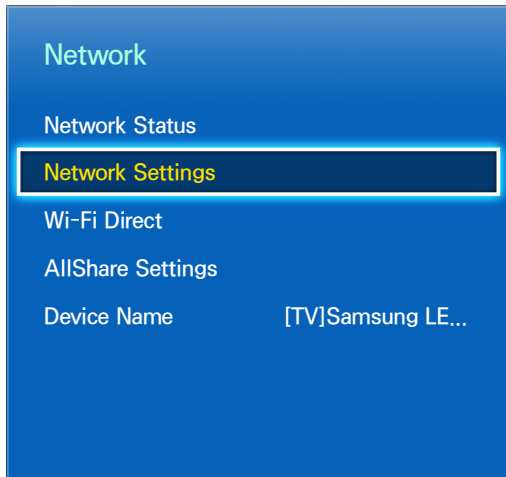 Network
Network Status
Network Settings
Wi-Fi Direct
AllShare Settings
Device Name [TV]Samsung LE...